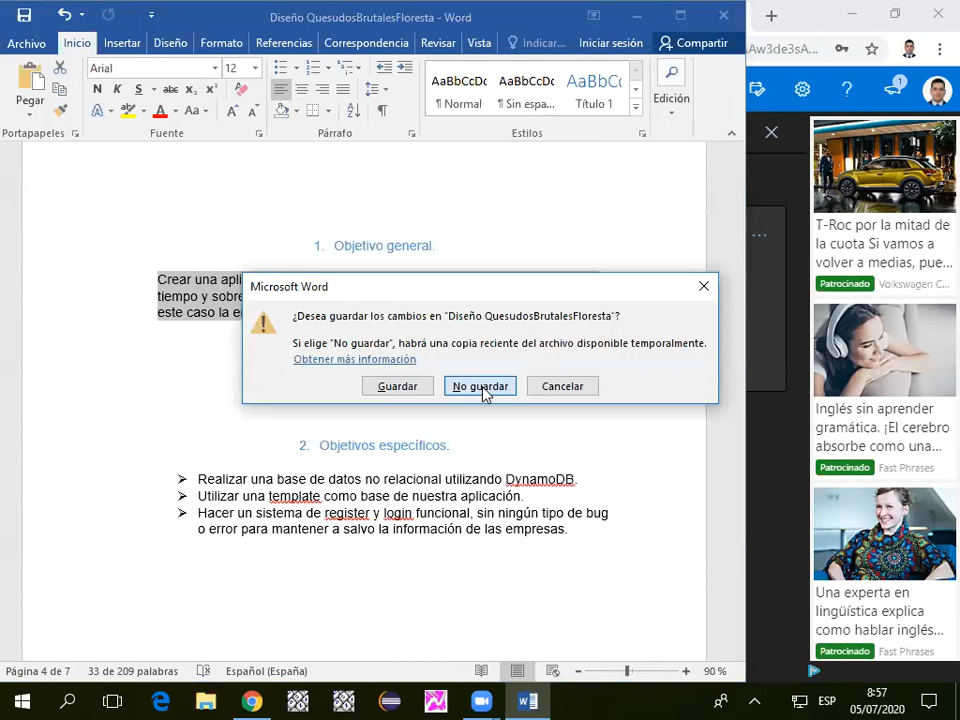 Diseño QuesudosBrutalesFloresta - Word
Archivo Inicio Insertar Diseño Formato Referencias Correspondencia Revisar Vista Indicar... Iniciar sesión Compartir
Pegar
Arial 12
N K S abc x₂ x²
A A Aa A A
AaBbCcDc AaBbCcDc AaBbCc
¶ Normal ¶ Sin espa... Título 1
Edición
Portapapeles Fuente Párrafo Estilos
1. Objetivo general.
Crear una apli
tiempo y sobre
este caso la e
Microsoft Word
¿Desea guardar los cambios en "Diseño QuesudosBrutalesFloresta"?
Si elige "No guardar", habrá una copia reciente del archivo disponible temporalmente.
Obtener más información
Guardar No guardar Cancelar
2. Objetivos específicos.
Realizar una base de datos no relacional utilizando DynamoDB.
Utilizar una template como base de nuestra aplicación.
Hacer un sistema de register y login funcional, sin ningún tipo de bug
o error para mantener a salvo la información de las empresas.
Página 4 de 7 33 de 209 palabras Español (España) 90 %
Aw3de3sA...
1
T-Roc por la mitad de
la cuota Si vamos a
volver a medias, pue...
Patrocinado Volkswagen C...
Inglés sin aprender
gramática. ¡El cerebro
absorbe como una...
Patrocinado Fast Phrases
Una experta en
lingüística explica
como hablar inglés...
Patrocinado Fast Phrases
ESP
8:57
05/07/2020